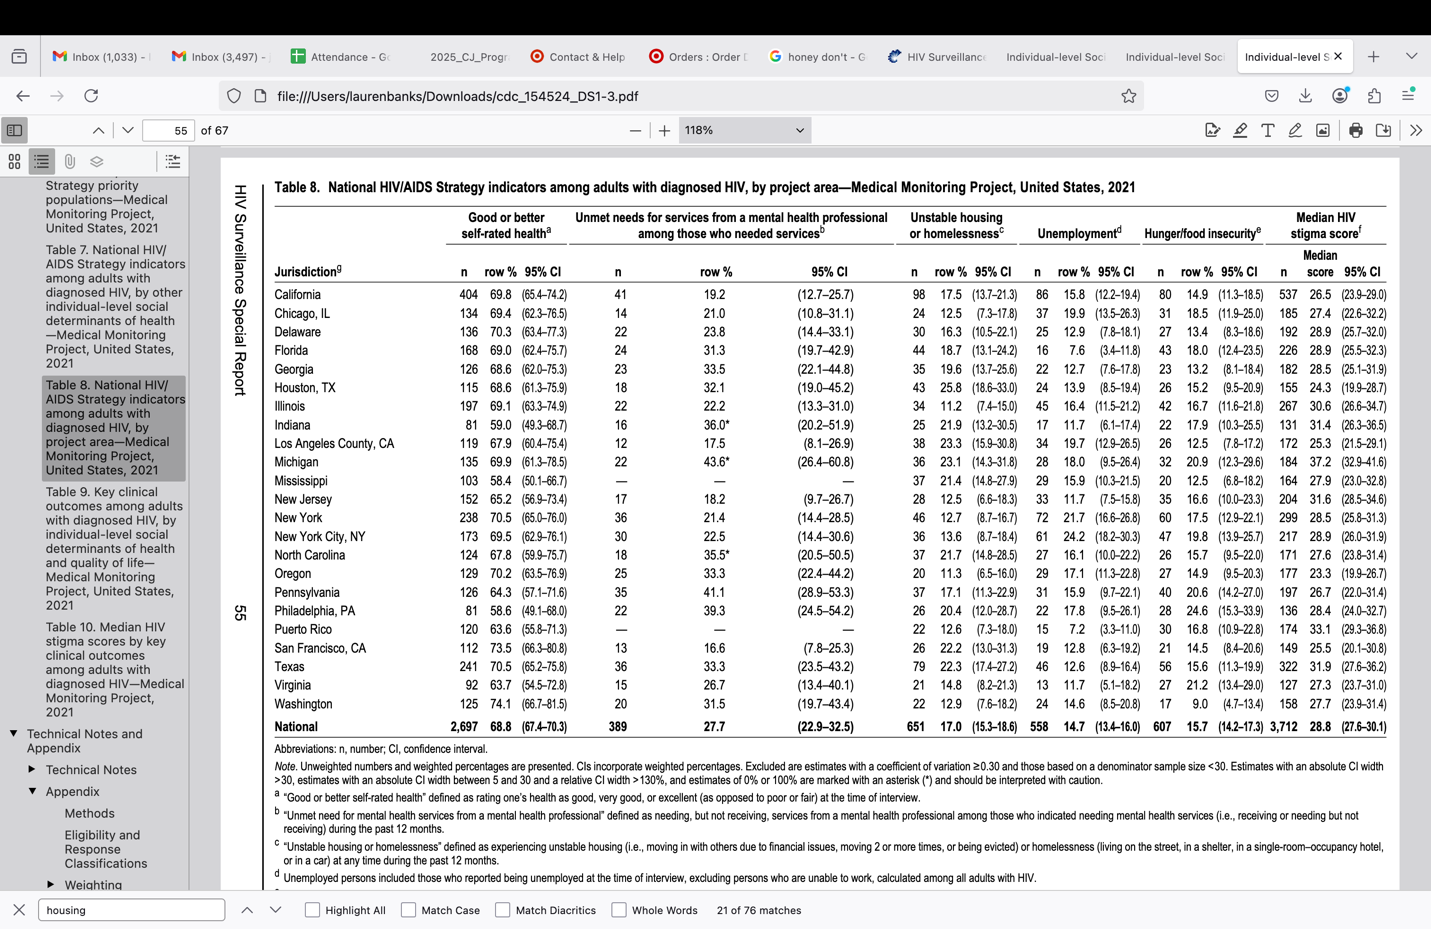 Inbox (1,033) -
Inbox (3,497) -
Attendance - Go
2025_CJ_Progr
Contact & Help
Orders : Order D
honey don't - G
HIV Surveillance
Individual-level Soci
Individual-level Soci
Individual-level S
file:///Users/laurenbanks/Downloads/cdc_154524_DS1-3.pdf
55 of 67
118%
Strategy priority
populations—Medical
Monitoring Project,
United States, 2021
Table 7. National HIV/
AIDS Strategy indicators
among adults with
diagnosed HIV, by other
individual-level social
determinants of health
—Medical Monitoring
Project, United States,
2021
Table 8. National HIV/
AIDS Strategy indicators
among adults with
diagnosed HIV, by
project area—Medical
Monitoring Project,
United States, 2021
Table 9. Key clinical
outcomes among adults
with diagnosed HIV, by
individual-level social
determinants of health
and quality of life—
Medical Monitoring
Project, United States,
2021
Table 10. Median HIV
stigma scores by key
clinical outcomes
among adults with
diagnosed HIV—Medical
Monitoring Project,
2021
Technical Notes and
Appendix
Technical Notes
Appendix
Methods
Eligibility and
Response
Classifications
Weighting
HIV Surveillance Special Report
55
Table 8. National HIV/AIDS Strategy indicators among adults with diagnosed HIV, by project area—Medical Monitoring Project, United States, 2021
Good or better Unmet needs for services from a mental health professional Unstable housing Median HIV
self-rated healthᵃ among those who needed servicesᵇ or homelessnessᶜ Unemploymentᵈ Hunger/food insecurityᵉ stigma scoreᶠ
Median
Jurisdictionᵍ n row % 95% CI n row % 95% CI n row % 95% CI n row % 95% CI n row % 95% CI n score 95% CI
California 404 69.8 (65.4–74.2) 41 19.2 (12.7–25.7) 98 17.5 (13.7–21.3) 86 15.8 (12.2–19.4) 80 14.9 (11.3–18.5) 537 26.5 (23.9–29.0)
Chicago, IL 134 69.4 (62.3–76.5) 14 21.0 (10.8–31.1) 24 12.5 (7.3–17.8) 37 19.9 (13.5–26.3) 31 18.5 (11.9–25.0) 185 27.4 (22.6–32.2)
Delaware 136 70.3 (63.4–77.3) 22 23.8 (14.4–33.1) 30 16.3 (10.5–22.1) 25 12.9 (7.8–18.1) 27 13.4 (8.3–18.6) 192 28.9 (25.7–32.0)
Florida 168 69.0 (62.4–75.7) 24 31.3 (19.7–42.9) 44 18.7 (13.1–24.2) 16 7.6 (3.4–11.8) 43 18.0 (12.4–23.5) 226 28.9 (25.5–32.3)
Georgia 126 68.6 (62.0–75.3) 23 33.5 (22.1–44.8) 35 19.6 (13.7–25.6) 22 12.7 (7.6–17.8) 23 13.2 (8.1–18.4) 182 28.5 (25.1–31.9)
Houston, TX 115 68.6 (61.3–75.9) 18 32.1 (19.0–45.2) 43 25.8 (18.6–33.0) 24 13.9 (8.5–19.4) 26 15.2 (9.5–20.9) 155 24.3 (19.9–28.7)
Illinois 197 69.1 (63.3–74.9) 22 22.2 (13.3–31.0) 34 11.2 (7.4–15.0) 45 16.4 (11.5–21.2) 42 16.7 (11.6–21.8) 267 30.6 (26.6–34.7)
Indiana 81 59.0 (49.3–68.7) 16 36.0* (20.2–51.9) 25 21.9 (13.2–30.5) 17 11.7 (6.1–17.4) 22 17.9 (10.3–25.5) 131 31.4 (26.3–36.5)
Los Angeles County, CA 119 67.9 (60.4–75.4) 12 17.5 (8.1–26.9) 38 23.3 (15.9–30.8) 34 19.7 (12.9–26.5) 26 12.5 (7.8–17.2) 172 25.3 (21.5–29.1)
Michigan 135 69.9 (61.3–78.5) 22 43.6* (26.4–60.8) 36 23.1 (14.3–31.8) 28 18.0 (9.5–26.4) 32 20.9 (12.3–29.6) 184 37.2 (32.9–41.6)
Mississippi 103 58.4 (50.1–66.7) — — — 37 21.4 (14.8–27.9) 29 15.9 (10.3–21.5) 20 12.5 (6.8–18.2) 164 27.9 (23.0–32.8)
New Jersey 152 65.2 (56.9–73.4) 17 18.2 (9.7–26.7) 28 12.5 (6.6–18.3) 33 11.7 (7.5–15.8) 35 16.6 (10.0–23.3) 204 31.6 (28.5–34.6)
New York 238 70.5 (65.0–76.0) 36 21.4 (14.4–28.5) 46 12.7 (8.7–16.7) 72 21.7 (16.6–26.8) 60 17.5 (12.9–22.1) 299 28.5 (25.8–31.3)
New York City, NY 173 69.5 (62.9–76.1) 30 22.5 (14.4–30.6) 36 13.6 (8.7–18.4) 61 24.2 (18.2–30.3) 47 19.8 (13.9–25.7) 217 28.9 (26.0–31.9)
North Carolina 124 67.8 (59.9–75.7) 18 35.5* (20.5–50.5) 37 21.7 (14.8–28.5) 27 16.1 (10.0–22.2) 26 15.7 (9.5–22.0) 171 27.6 (23.8–31.4)
Oregon 129 70.2 (63.5–76.9) 25 33.3 (22.4–44.2) 20 11.3 (6.5–16.0) 29 17.1 (11.3–22.8) 27 14.9 (9.5–20.3) 177 23.3 (19.9–26.7)
Pennsylvania 126 64.3 (57.1–71.6) 35 41.1 (28.9–53.3) 37 17.1 (11.3–22.9) 31 15.9 (9.7–22.1) 40 20.6 (14.2–27.0) 197 26.7 (22.0–31.4)
Philadelphia, PA 81 58.6 (49.1–68.0) 22 39.3 (24.5–54.2) 26 20.4 (12.0–28.7) 22 17.8 (9.5–26.1) 28 24.6 (15.3–33.9) 136 28.4 (24.0–32.7)
Puerto Rico 120 63.6 (55.8–71.3) — — — 22 12.6 (7.3–18.0) 15 7.2 (3.3–11.0) 30 16.8 (10.9–22.8) 174 33.1 (29.3–36.8)
San Francisco, CA 112 73.5 (66.3–80.8) 13 16.6 (7.8–25.3) 26 22.2 (13.0–31.3) 19 12.8 (6.3–19.2) 21 14.5 (8.4–20.6) 149 25.5 (20.1–30.8)
Texas 241 70.5 (65.2–75.8) 36 33.3 (23.5–43.2) 79 22.3 (17.4–27.2) 46 12.6 (8.9–16.4) 56 15.6 (11.3–19.9) 322 31.9 (27.6–36.2)
Virginia 92 63.7 (54.5–72.8) 15 26.7 (13.4–40.1) 21 14.8 (8.2–21.3) 13 11.7 (5.1–18.2) 27 21.2 (13.4–29.0) 127 27.3 (23.7–31.0)
Washington 125 74.1 (66.7–81.5) 20 31.5 (19.7–43.4) 22 12.9 (7.6–18.2) 24 14.6 (8.5–20.8) 17 9.0 (4.7–13.4) 158 27.7 (23.9–31.4)
National 2,697 68.8 (67.4–70.3) 389 27.7 (22.9–32.5) 651 17.0 (15.3–18.6) 558 14.7 (13.4–16.0) 607 15.7 (14.2–17.3) 3,712 28.8 (27.6–30.1)
Abbreviations: n, number; CI, confidence interval.
Note. Unweighted numbers and weighted percentages are presented. CIs incorporate weighted percentages. Excluded are estimates with a coefficient of variation ≥0.30 and those based on a denominator sample size <30. Estimates with an absolute CI width
>30, estimates with an absolute CI width between 5 and 30 and a relative CI width >130%, and estimates of 0% or 100% are marked with an asterisk (*) and should be interpreted with caution.
ᵃ “Good or better self-rated health” defined as rating one’s health as good, very good, or excellent (as opposed to poor or fair) at the time of interview.
ᵇ “Unmet need for mental health services from a mental health professional” defined as needing, but not receiving, services from a mental health professional among those who indicated needing mental health services (i.e., receiving or needing but not
receiving) during the past 12 months.
ᶜ “Unstable housing or homelessness” defined as experiencing unstable housing (i.e., moving in with others due to financial issues, moving 2 or more times, or being evicted) or homelessness (living on the street, in a shelter, in a single-room–occupancy hotel,
or in a car) at any time during the past 12 months.
ᵈ Unemployed persons included those who reported being unemployed at the time of interview, excluding persons who are unable to work, calculated among all adults with HIV.
housing
Highlight All
Match Case
Match Diacritics
Whole Words
21 of 76 matches